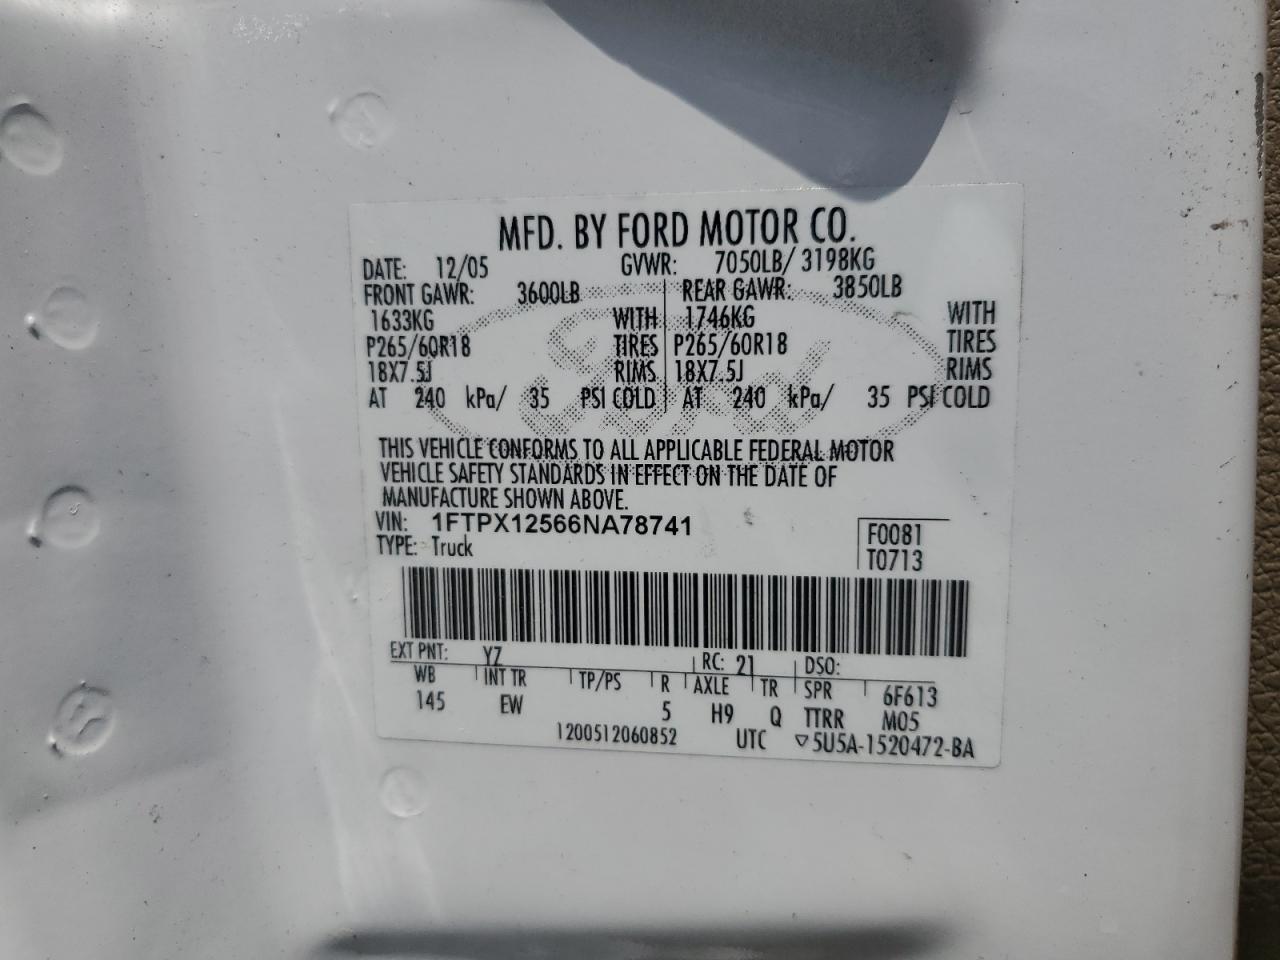 MFD. BY FORD MOTOR CO.
DATE: 12/05 GVWR: 7050LB/ 3198KG
FRONT GAWR: 3600LB REAR GAWR: 3850LB
1633KG WITH 1746KG WITH
P265/60R18 TIRES P265/60R18 TIRES
18X7.5J RIMS 18X7.5J RIMS
AT 240 kPa/ 35 PSI COLD AT 240 kPa/ 35 PSI COLD
THIS VEHICLE CONFORMS TO ALL APPLICABLE FEDERAL MOTOR
VEHICLE SAFETY STANDARDS IN EFFECT ON THE DATE OF
MANUFACTURE SHOWN ABOVE.
VIN: 1FTPX12566NA78741 F0081
TYPE: Truck T0713
EXT PNT: YZ RC: 21 DSO:
WB INT TR TP/PS R AXLE TR SPR 6F613
145 EW 5 H9 Q TTRR M05
1200512060852 UTC ▽5U5A-1520472-BA